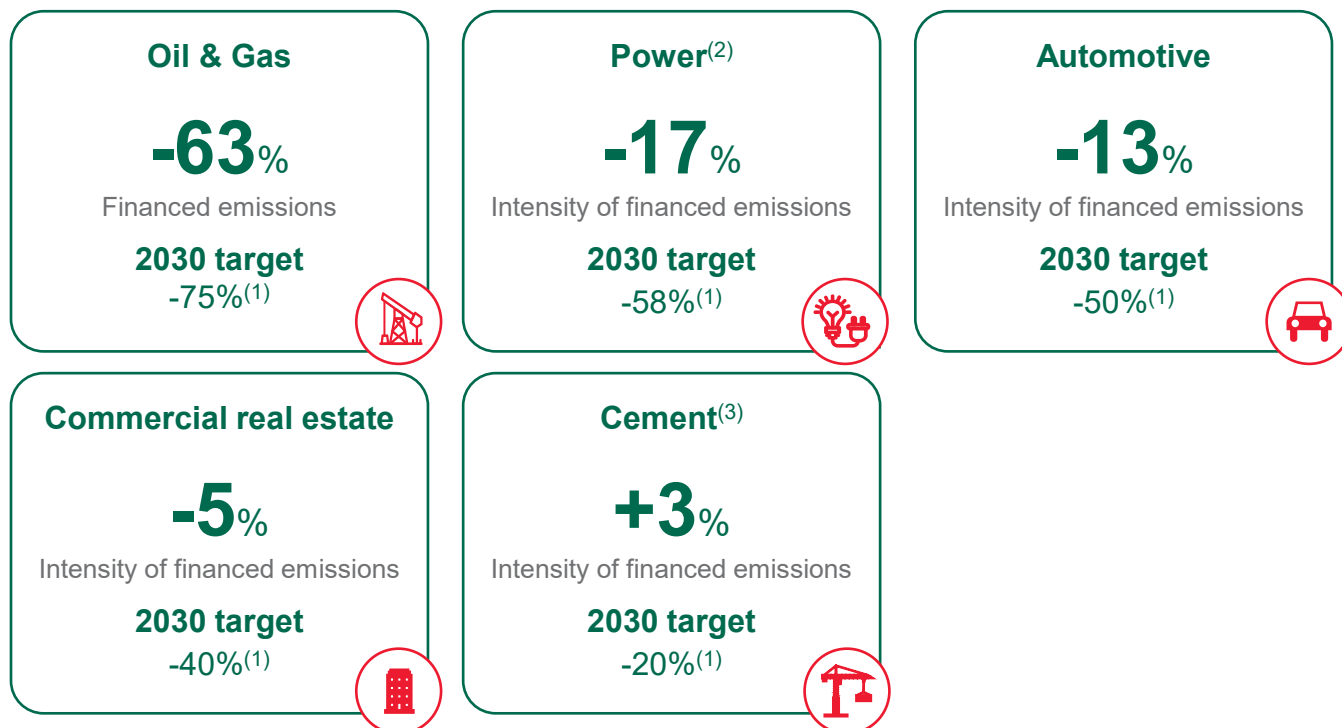 Oil & Gas
-63%
Financed emissions
2030 target
-75%(1)
Power(2)
-17%
Intensity of financed emissions
2030 target
-58%(1)
Automotive
-13%
Intensity of financed emissions
2030 target
-50%(1)
Commercial real estate
-5%
Intensity of financed emissions
2030 target
-40%(1)
Cement(3)
+3%
Intensity of financed emissions
2030 target
-20%(1)